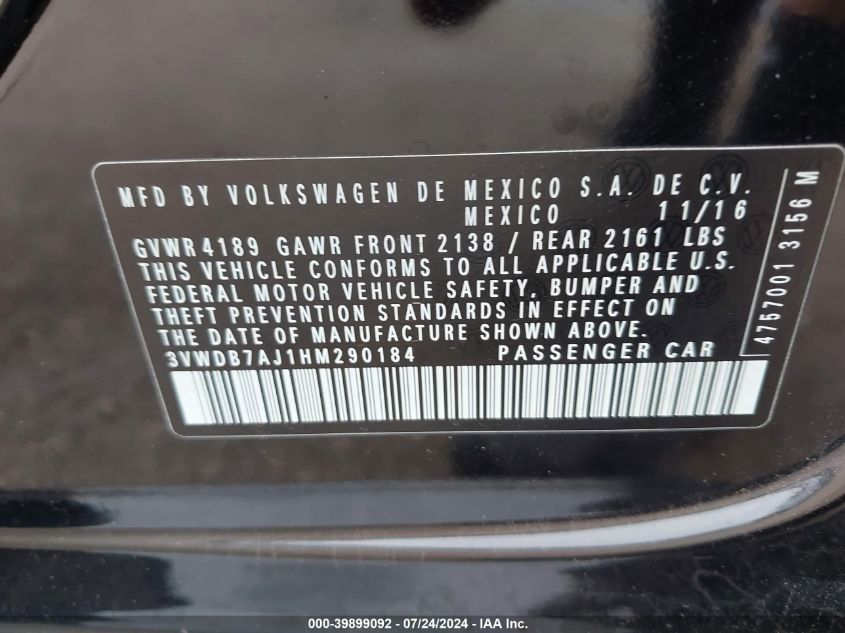 MFD BY VOLKSWAGEN DE MEXICO S.A. DE C.V.
MEXICO 11/16
GVWR 4189 GAWR FRONT 2138 / REAR 2161 LBS
THIS VEHICLE CONFORMS TO ALL APPLICABLE U.S.
FEDERAL MOTOR VEHICLE SAFETY, BUMPER AND
THEFT PREVENTION STANDARDS IN EFFECT ON
THE DATE OF MANUFACTURE SHOWN ABOVE.
3VWDB7AJ1HM290184 PASSENGER CAR
4757001 3156 M
000-39899092 - 07/24/2024 - IAA Inc.